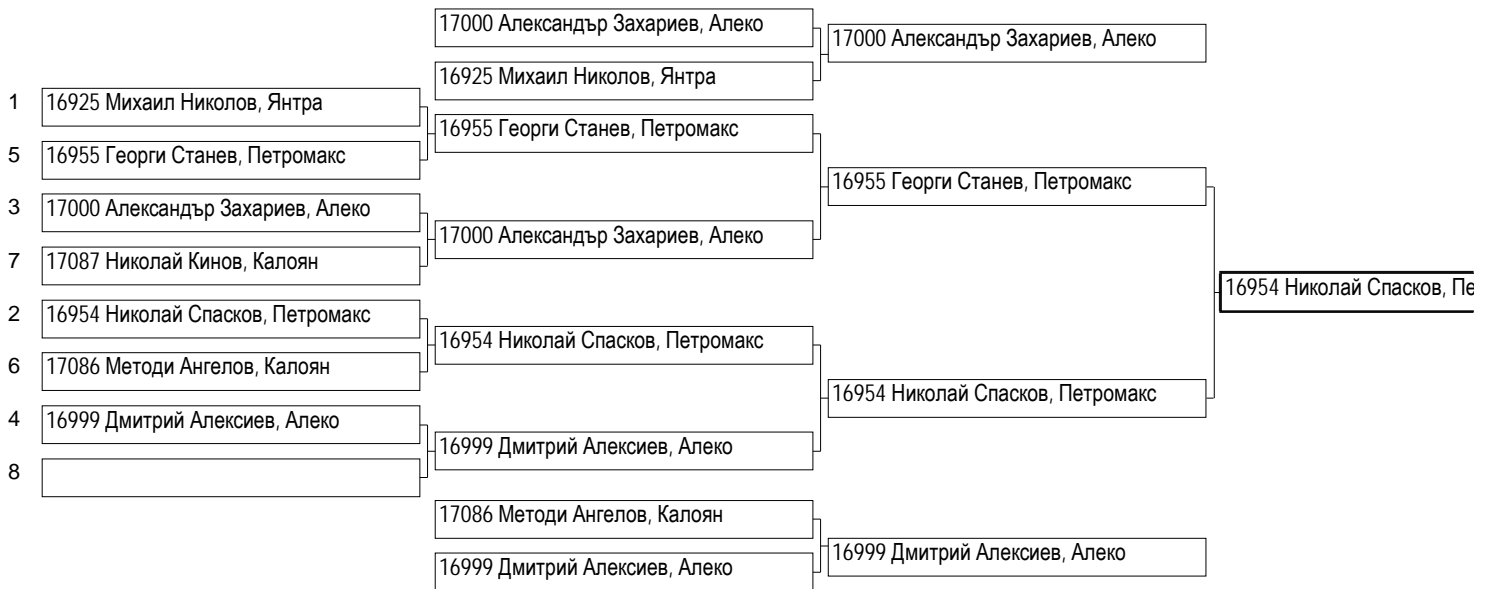 17000 Александър Захариев, Алеко
17000 Александър Захариев, Алеко
16925 Михаил Николов, Янтра
1 16925 Михаил Николов, Янтра
16955 Георги Станев, Петромакс
5 16955 Георги Станев, Петромакс
16955 Георги Станев, Петромакс
3 17000 Александър Захариев, Алеко
17000 Александър Захариев, Алеко
7 17087 Николай Кинов, Калоян
16954 Николай Спасков, Пе
2 16954 Николай Спасков, Петромакс
16954 Николай Спасков, Петромакс
6 17086 Методи Ангелов, Калоян
16954 Николай Спасков, Петромакс
4 16999 Дмитрий Алексиев, Алеко
16999 Дмитрий Алексиев, Алеко
8
17086 Методи Ангелов, Калоян
16999 Дмитрий Алексиев, Алеко
16999 Дмитрий Алексиев, Алеко